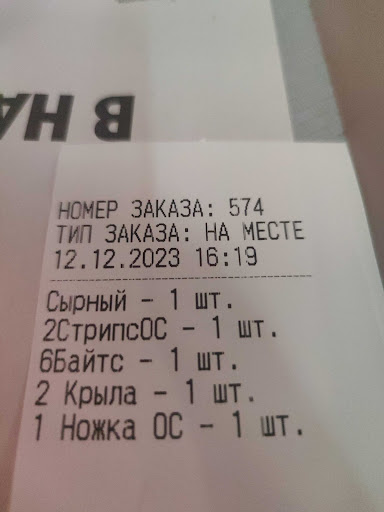 В НА
НОМЕР ЗАКАЗА: 574
ТИП ЗАКАЗА: НА МЕСТЕ
12.12.2023 16:19
Сырный - 1 шт.
2СтрипсОС - 1 шт.
6Байтс - 1 шт.
2 Крыла - 1 шт.
1 Ножка ОС - 1 шт.